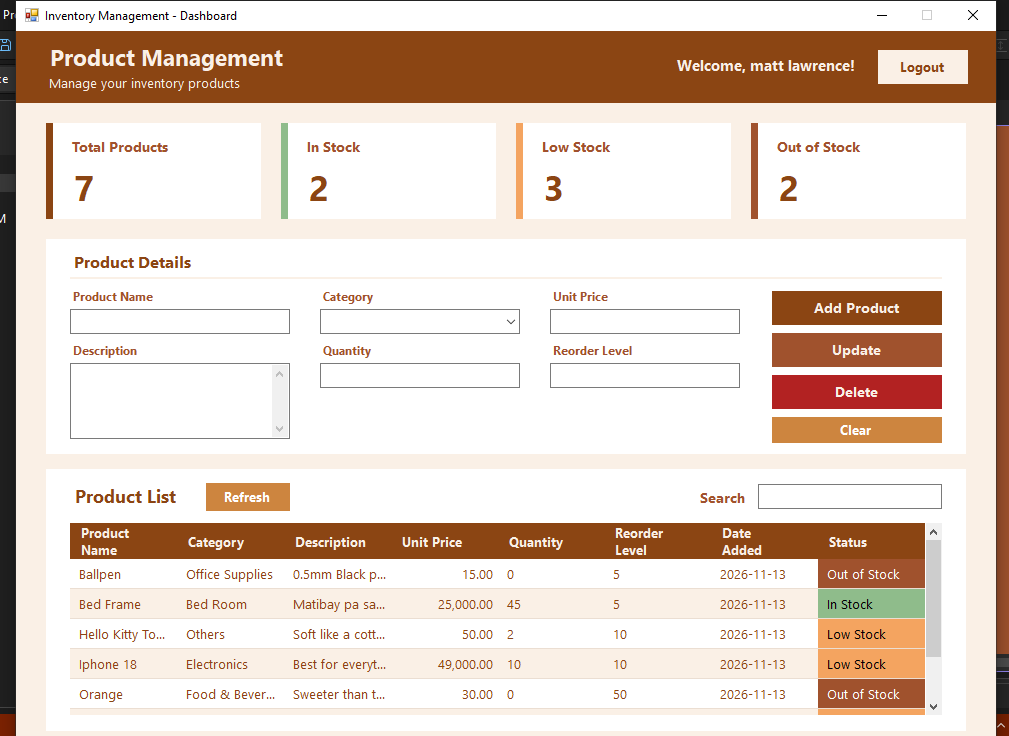 Inventory Management - Dashboard
Product Management
Manage your inventory products
Welcome, matt lawrence!
Logout
Total Products
7
In Stock
2
Low Stock
3
Out of Stock
2
Product Details
Product Name
Category
Unit Price
Description
Quantity
Reorder Level
Add Product
Update
Delete
Clear
Product List
Refresh
Search
Product Name Category Description Unit Price Quantity Reorder Level Date Added Status
Ballpen Office Supplies 0.5mm Black p... 15.00 0 5 2026-11-13 Out of Stock
Bed Frame Bed Room Matibay pa sa... 25,000.00 45 5 2026-11-13 In Stock
Hello Kitty To... Others Soft like a cott... 50.00 2 10 2026-11-13 Low Stock
Iphone 18 Electronics Best for everyt... 49,000.00 10 10 2026-11-13 Low Stock
Orange Food & Bever... Sweeter than t... 30.00 0 50 2026-11-13 Out of Stock